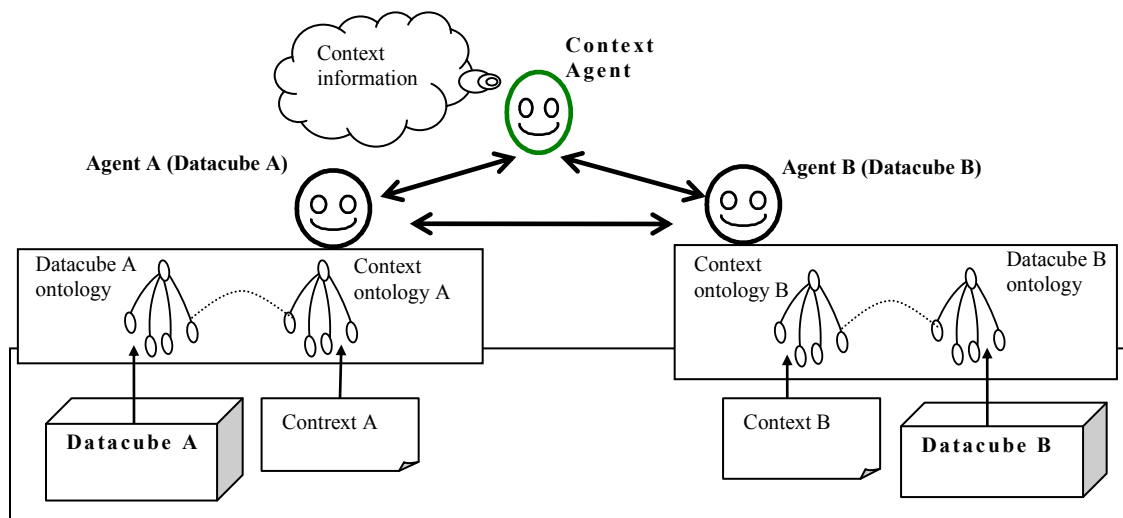 Context
information
Context
Agent
Agent A (Datacube A)
Agent B (Datacube B)
Datacube A
ontology
Context
ontology A
Context
ontology B
Datacube B
ontology
Datacube A
Contrext A
Context B
Datacube B